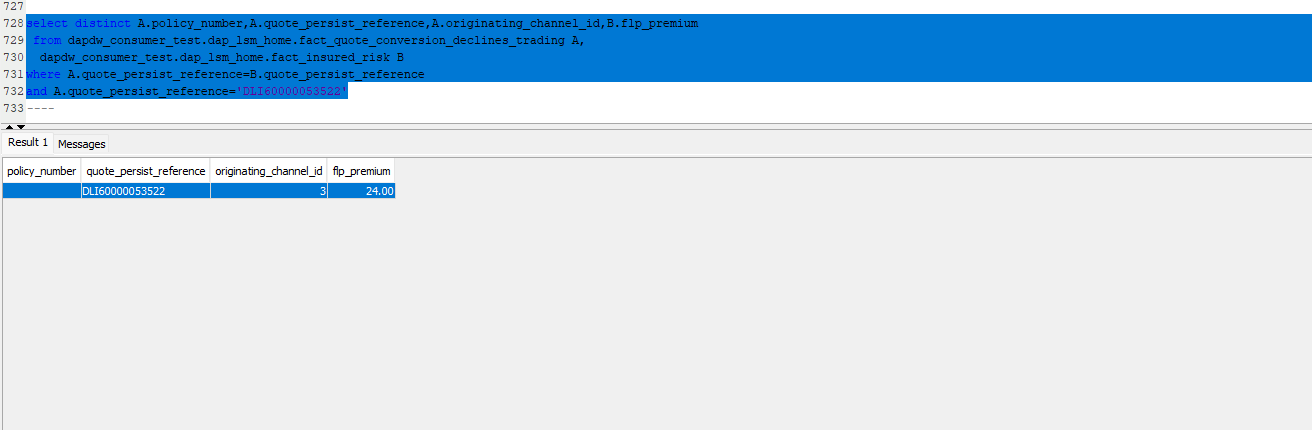 727
728 select distinct A.policy_number,A.quote_persist_reference,A.originating_channel_id,B.flp_premium
729 from dapdw_consumer_test.dap_lsm_home.fact_quote_conversion_declines_trading A,
730 dapdw_consumer_test.dap_lsm_home.fact_insured_risk B
731 where A.quote_persist_reference=B.quote_persist_reference
732 and A.quote_persist_reference='DLI60000053522'
733 ----
Result 1 Messages
policy_number quote_persist_reference originating_channel_id flp_premium
DLI60000053522 3 24.00